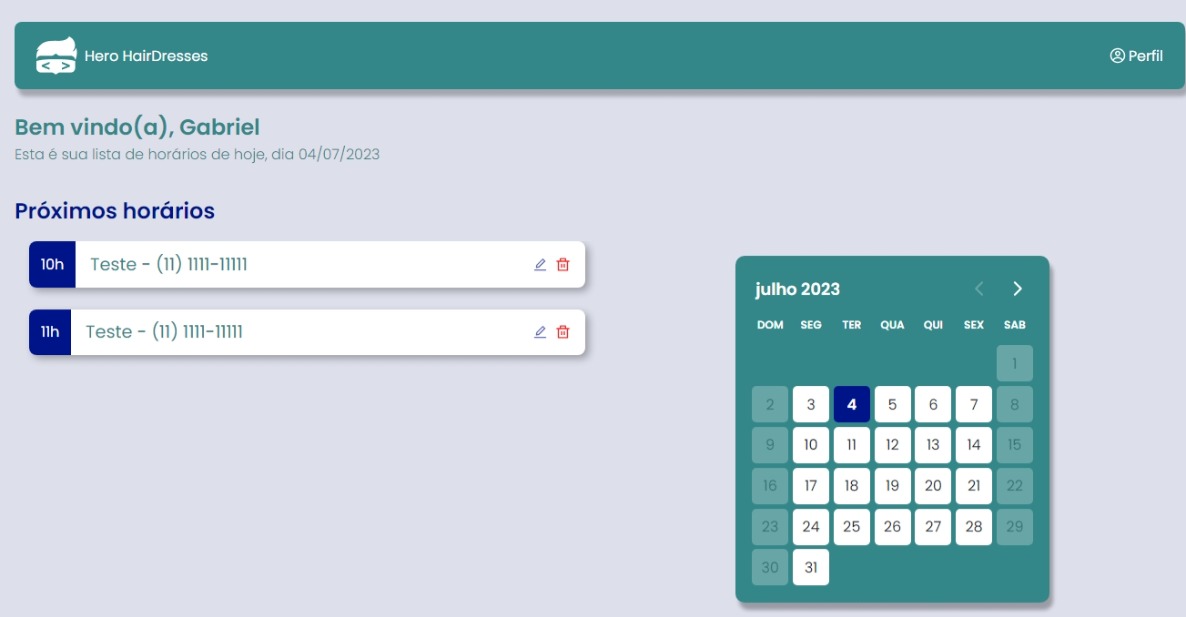 Hero HairDresses
Perfil
Bem vindo(a), Gabriel
Esta é sua lista de horários de hoje, dia 04/07/2023
Próximos horários
10h Teste - (11) 1111-11111
11h Teste - (11) 1111-11111
julho 2023
DOM SEG TER QUA QUI SEX SAB
1
2 3 4 5 6 7 8
9 10 11 12 13 14 15
16 17 18 19 20 21 22
23 24 25 26 27 28 29
30 31